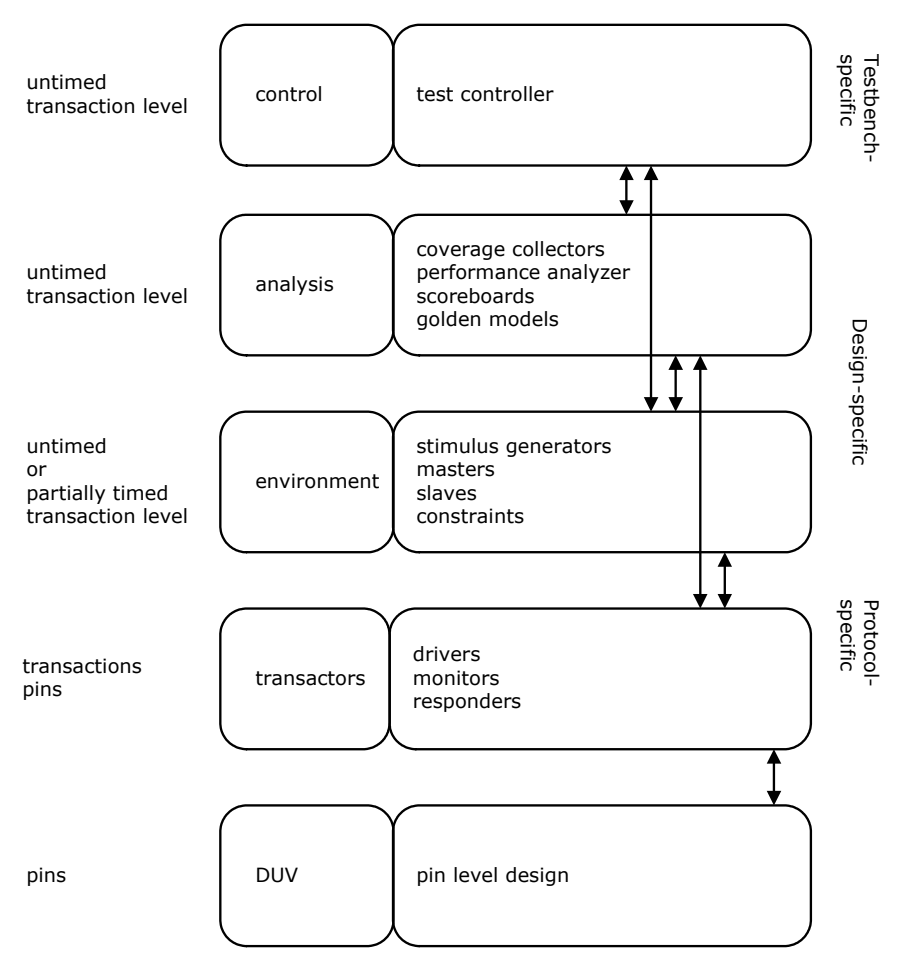 untimed
transaction level
control
test controller
Testbench-
specific
untimed
transaction level
analysis
coverage collectors
performance analyzer
scoreboards
golden models
Design-specific
untimed
or
partially timed
transaction level
environment
stimulus generators
masters
slaves
constraints
transactions
pins
transactors
drivers
monitors
responders
Protocol-
specific
pins
DUV
pin level design